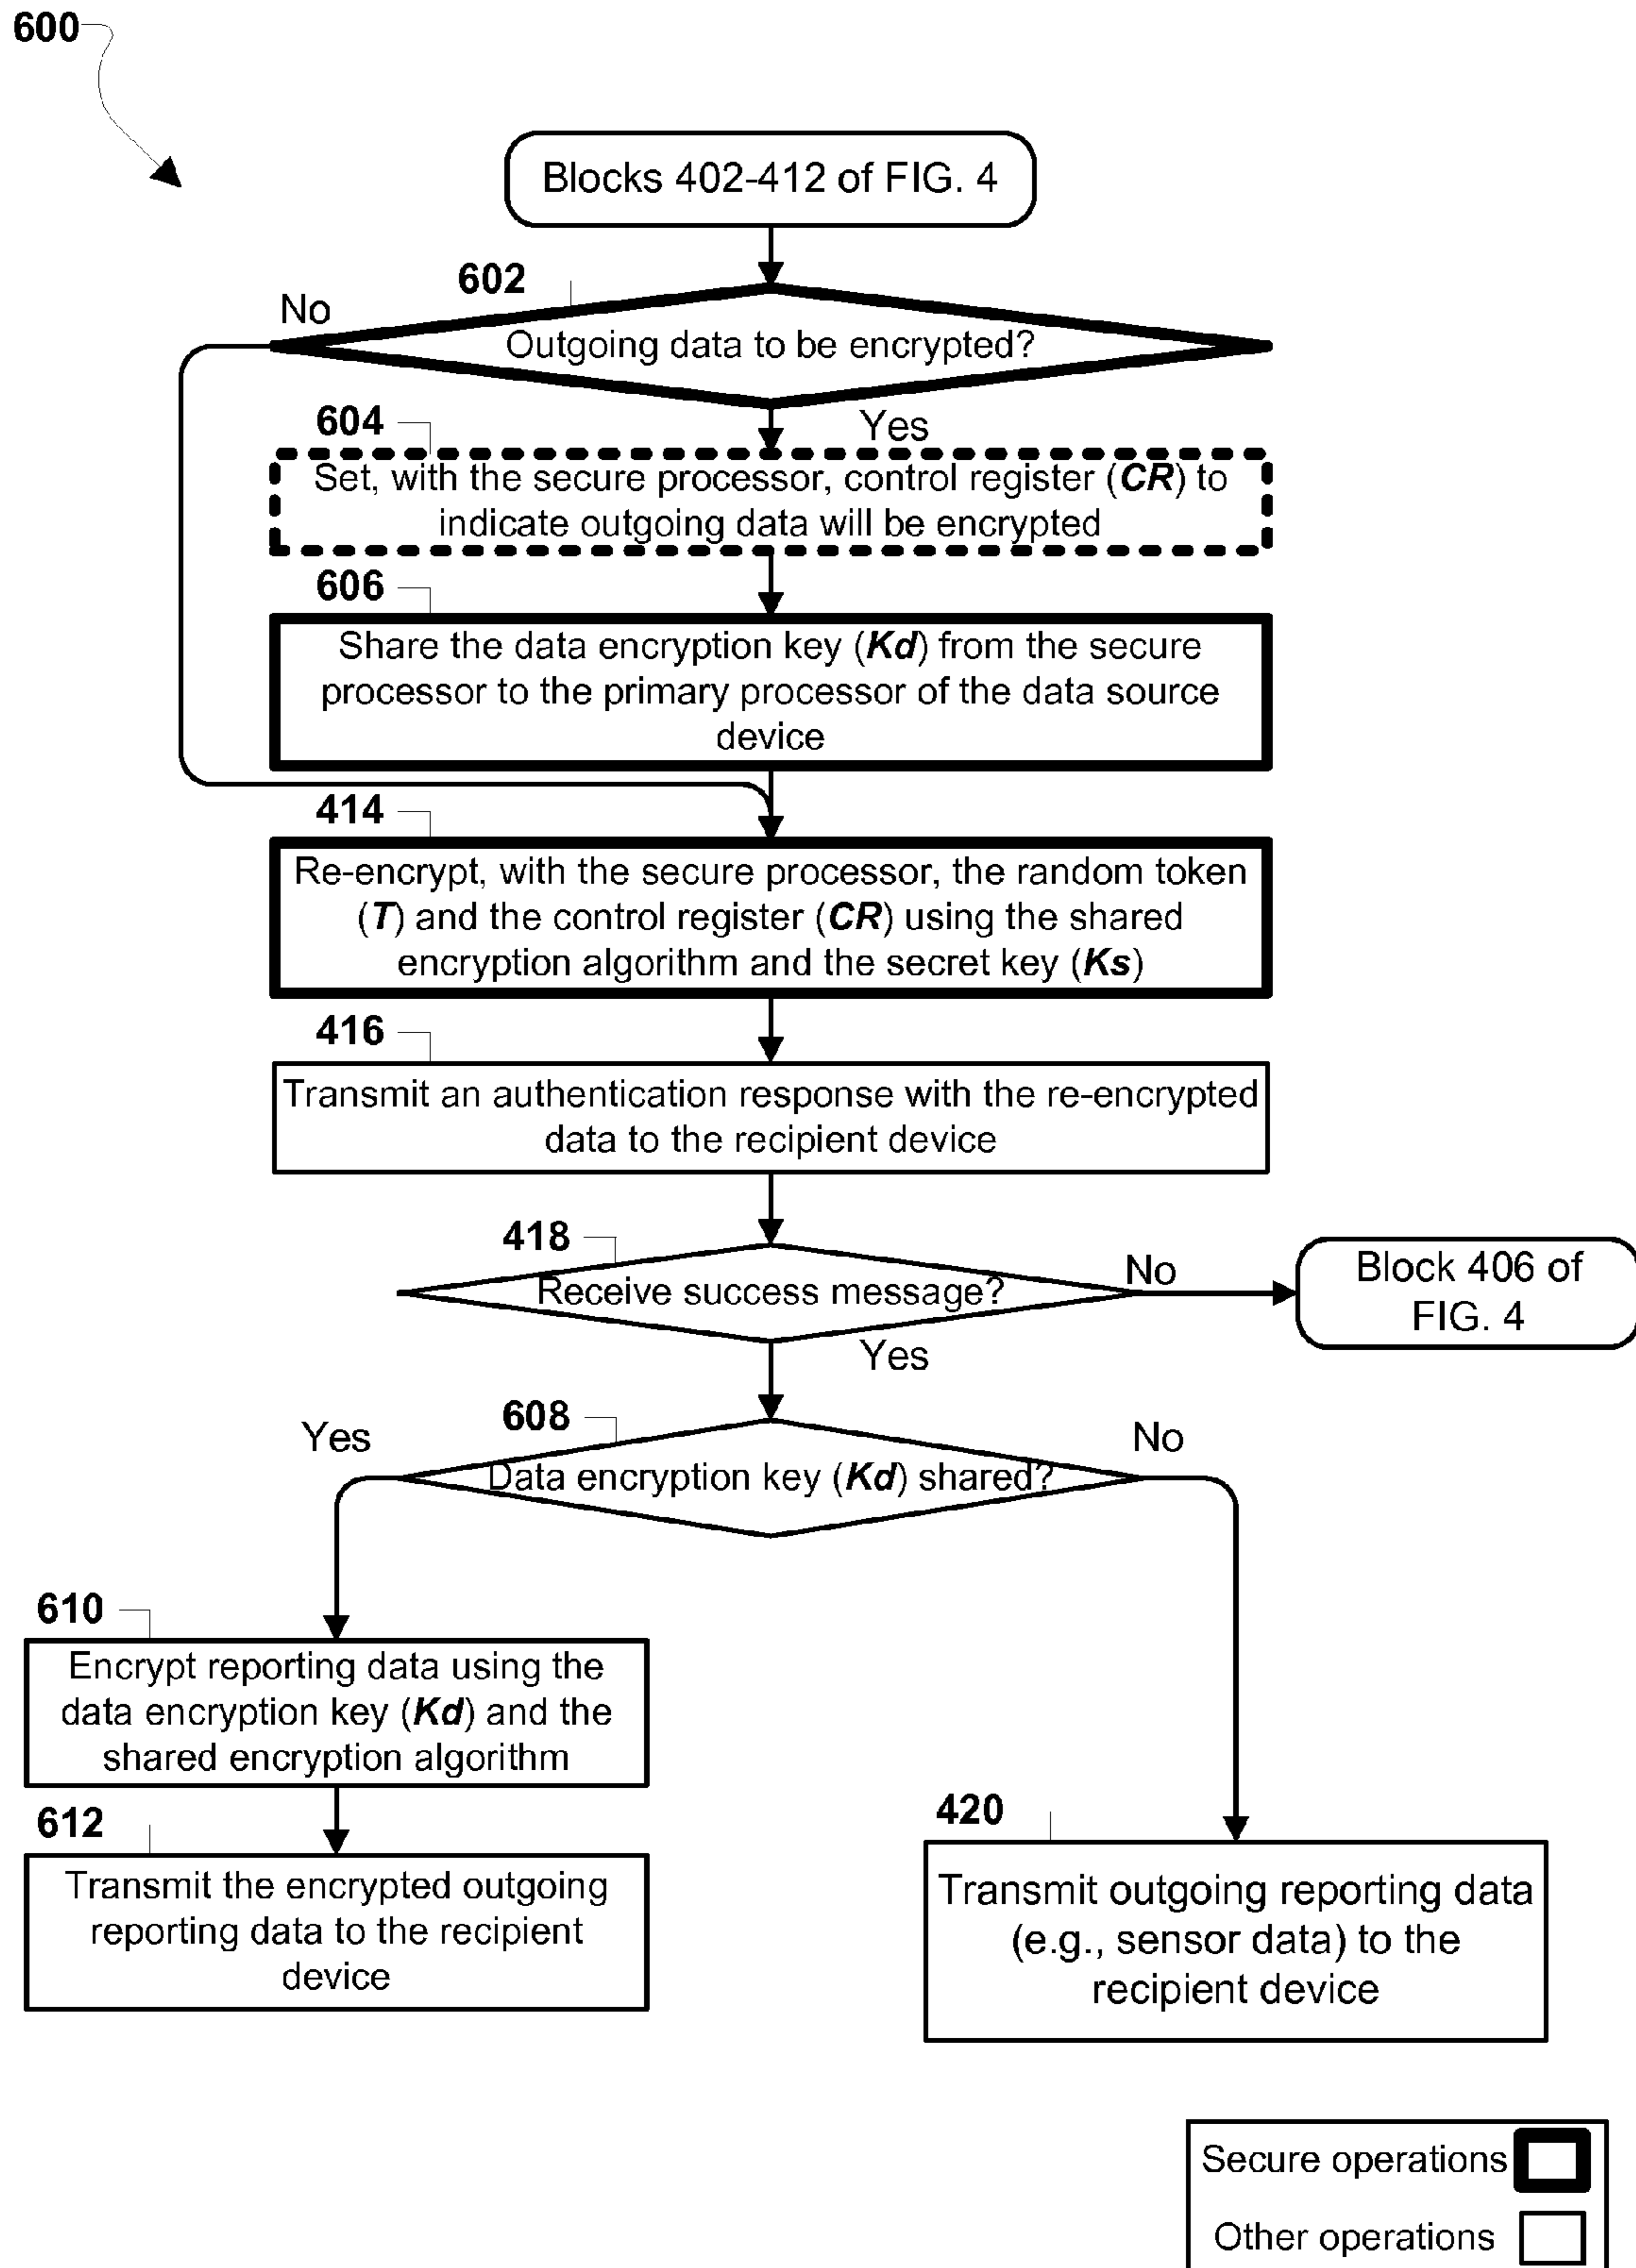 600
Blocks 402-412 of FIG. 4
602
No
Outgoing data to be encrypted?
Yes
604
Set, with the secure processor, control register (CR) to
indicate outgoing data will be encrypted
606
Share the data encryption key (Kd) from the secure
processor to the primary processor of the data source
device
414
Re-encrypt, with the secure processor, the random token
(T) and the control register (CR) using the shared
encryption algorithm and the secret key (Ks)
416
Transmit an authentication response with the re-encrypted
data to the recipient device
418
Receive success message?
No
Block 406 of
FIG. 4
Yes
608
Yes
No
Data encryption key (Kd) shared?
610
Encrypt reporting data using the
data encryption key (Kd) and the
shared encryption algorithm
612
Transmit the encrypted outgoing
reporting data to the recipient
device
420
Transmit outgoing reporting data
(e.g., sensor data) to the
recipient device
Secure operations
Other operations